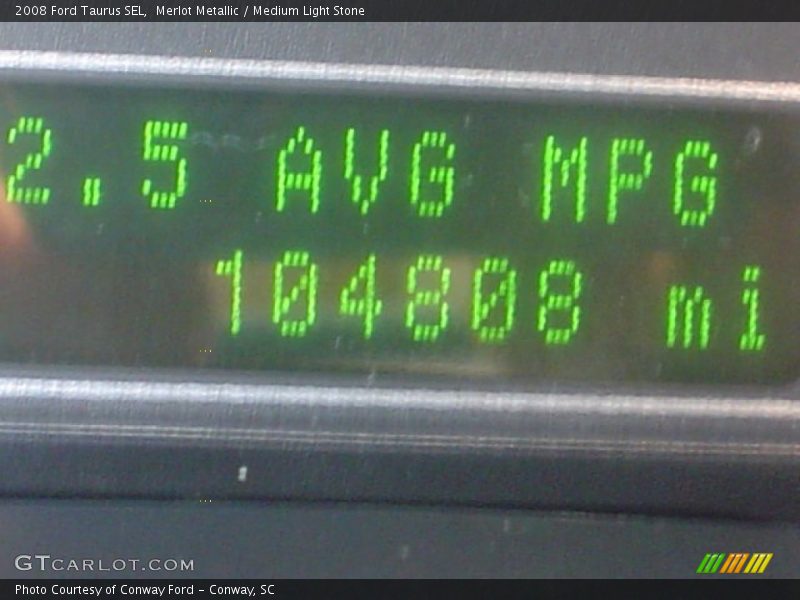 2008 Ford Taurus SEL, Merlot Metallic / Medium Light Stone
2.5 AVG MPG
104808 mi
GTCARLOT.COM
Photo Courtesy of Conway Ford - Conway, SC